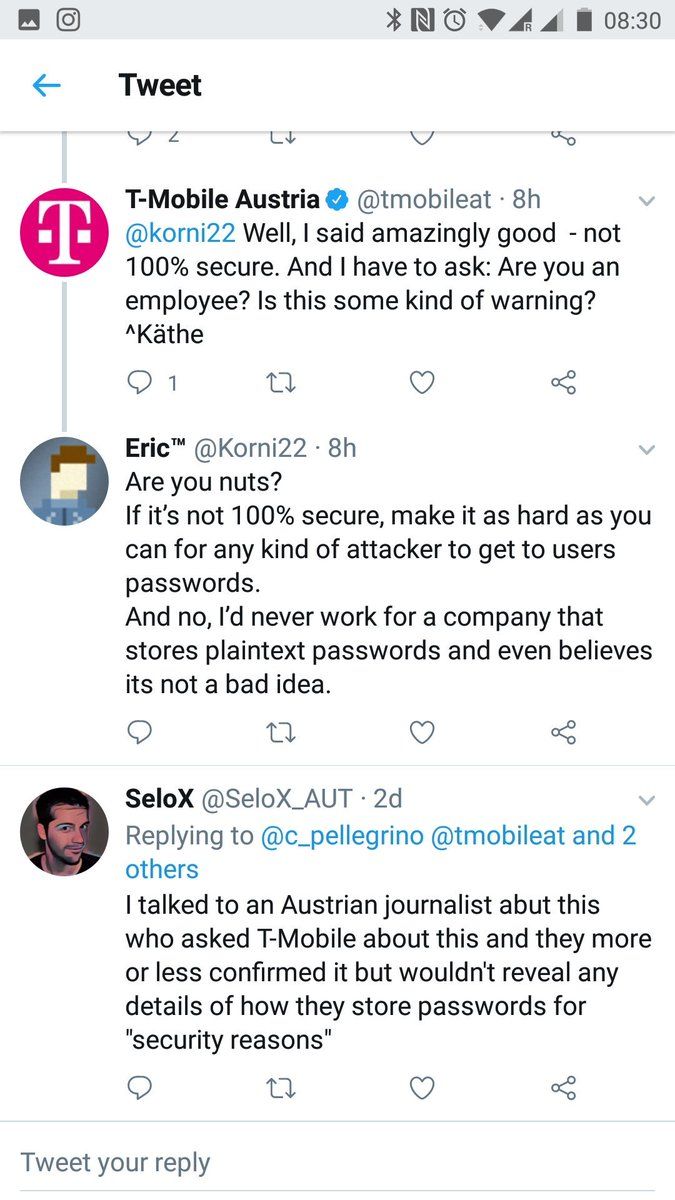 08:30
Tweet
2
T-Mobile Austria @tmobileat · 8h
@korni22 Well, I said amazingly good  - not
100% secure. And I have to ask: Are you an
employee? Is this some kind of warning?
^Käthe
1
Eric™ @Korni22 · 8h
Are you nuts?
If it’s not 100% secure, make it as hard as you
can for any kind of attacker to get to users
passwords.
And no, I’d never work for a company that
stores plaintext passwords and even believes
its not a bad idea.
SeloX @SeloX_AUT · 2d
Replying to @c_pellegrino @tmobileat and 2
others
I talked to an Austrian journalist abut this
who asked T-Mobile about this and they more
or less confirmed it but wouldn't reveal any
details of how they store passwords for
"security reasons"
Tweet your reply